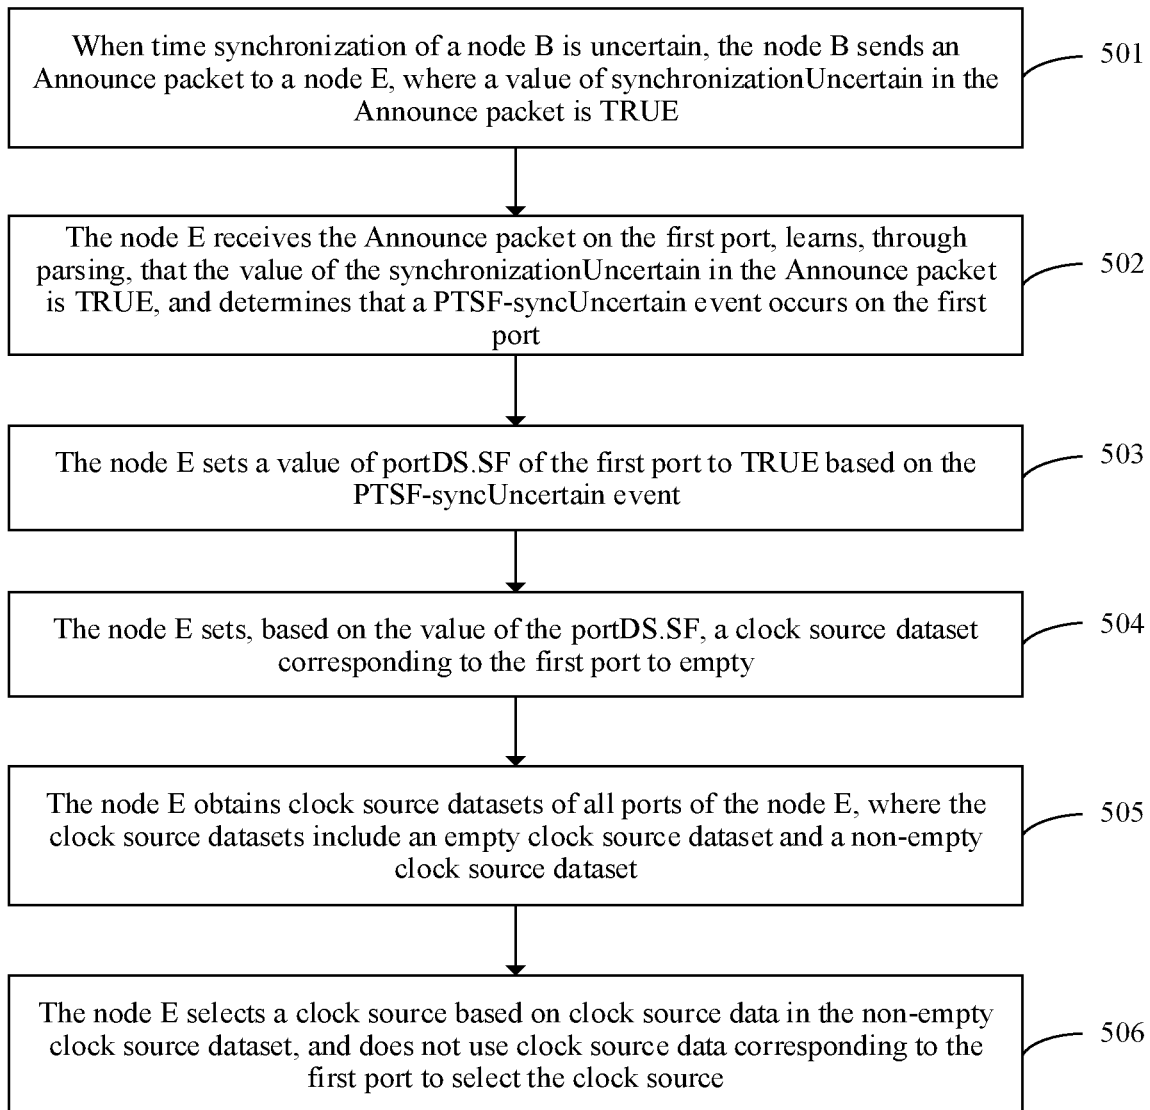 When time synchronization of a node B is uncertain, the node B sends an
Announce packet to a node E, where a value of synchronizationUncertain in the
Announce packet is TRUE
501
The node E receives the Announce packet on the first port, learns, through
parsing, that the value of the synchronizationUncertain in the Announce packet
is TRUE, and determines that a PTSF-syncUncertain event occurs on the first
port
502
The node E sets a value of portDS.SF of the first port to TRUE based on the
PTSF-syncUncertain event
503
The node E sets, based on the value of the portDS.SF, a clock source dataset
corresponding to the first port to empty
504
The node E obtains clock source datasets of all ports of the node E, where the
clock source datasets include an empty clock source dataset and a non-empty
clock source dataset
505
The node E selects a clock source based on clock source data in the non-empty
clock source dataset, and does not use clock source data corresponding to the
first port to select the clock source
506